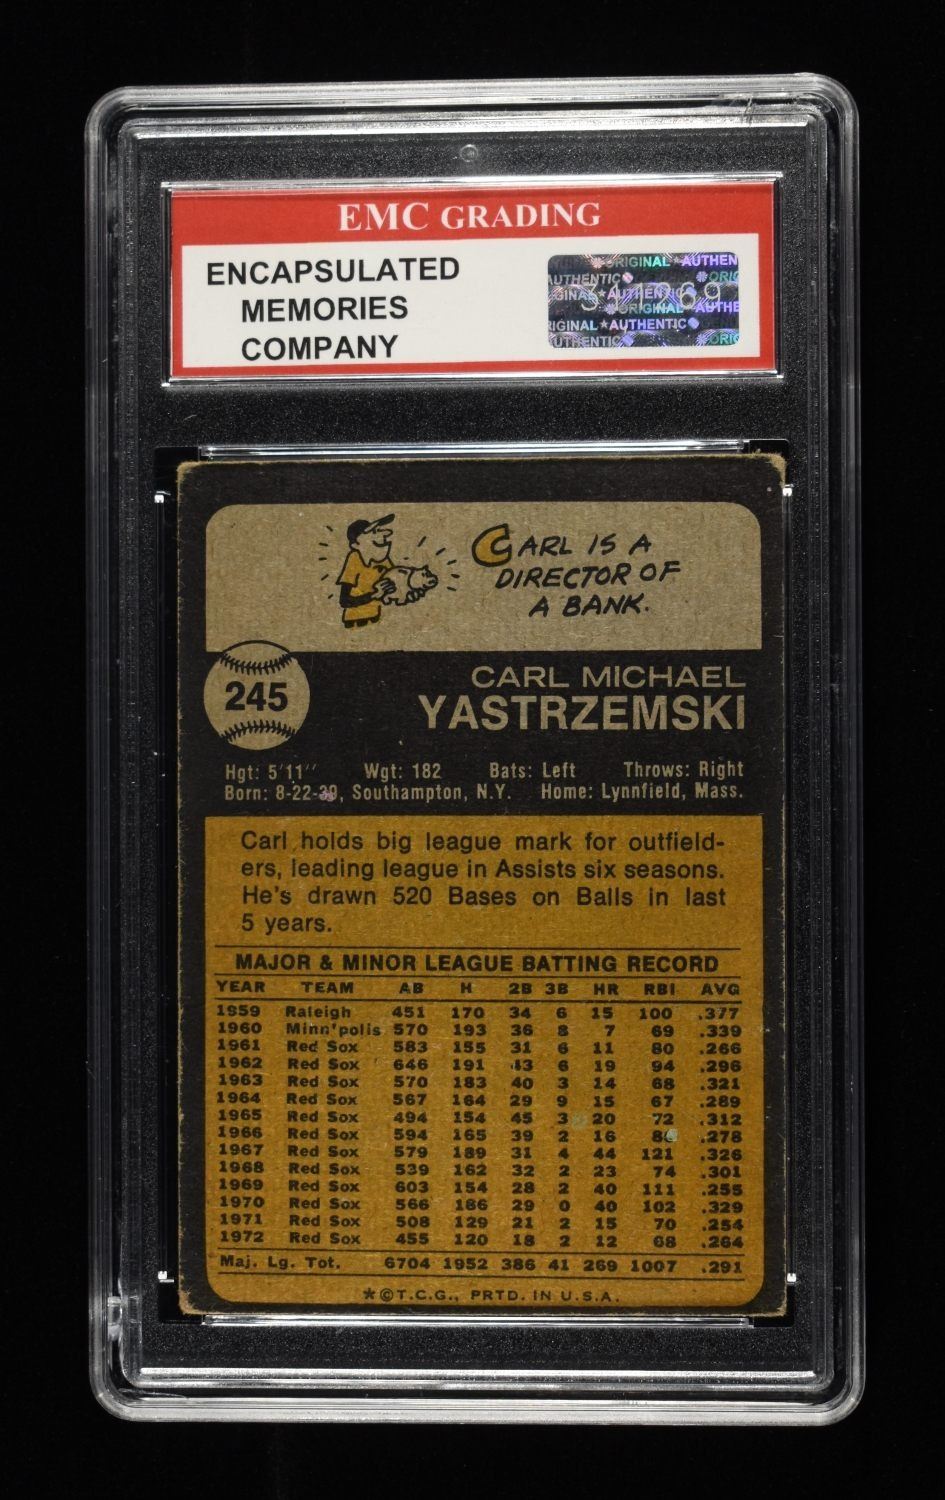 EMC GRADING
ENCAPSULATED
MEMORIES
COMPANY
ORIGINAL ★ AUTHEN
AUTHENTIC
RIGINAL ★ AUTHENTIC
CARL IS A
DIRECTOR OF
A BANK.
245
CARL MICHAEL
YASTRZEMSKI
Hgt: 5'11'' Wgt: 182 Bats: Left Throws: Right
Born: 8-22-39, Southampton, N.Y. Home: Lynnfield, Mass.
Carl holds big league mark for outfield-
ers, leading league in Assists six seasons.
He's drawn 520 Bases on Balls in last
5 years.
MAJOR & MINOR LEAGUE BATTING RECORD
YEAR TEAM AB H 2B 3B HR RBI AVG
1959 Raleigh 451 170 34 6 15 100 .377
1960 Minn'polis 570 193 36 8 7 69 .339
1961 Red Sox 583 155 31 6 11 80 .266
1962 Red Sox 646 191 43 6 19 94 .296
1963 Red Sox 570 183 40 3 14 68 .321
1964 Red Sox 567 164 29 9 15 67 .289
1965 Red Sox 494 154 45 3 20 72 .312
1966 Red Sox 594 165 39 2 16 80 .278
1967 Red Sox 579 189 31 4 44 121 .326
1968 Red Sox 539 162 32 2 23 74 .301
1969 Red Sox 603 154 28 2 40 111 .255
1970 Red Sox 566 186 29 0 40 102 .329
1971 Red Sox 508 129 21 2 15 70 .254
1972 Red Sox 455 120 18 2 12 68 .264
Maj. Lg. Tot. 6704 1952 386 41 269 1007 .291
★©T.C.G., PRTD. IN U.S.A.